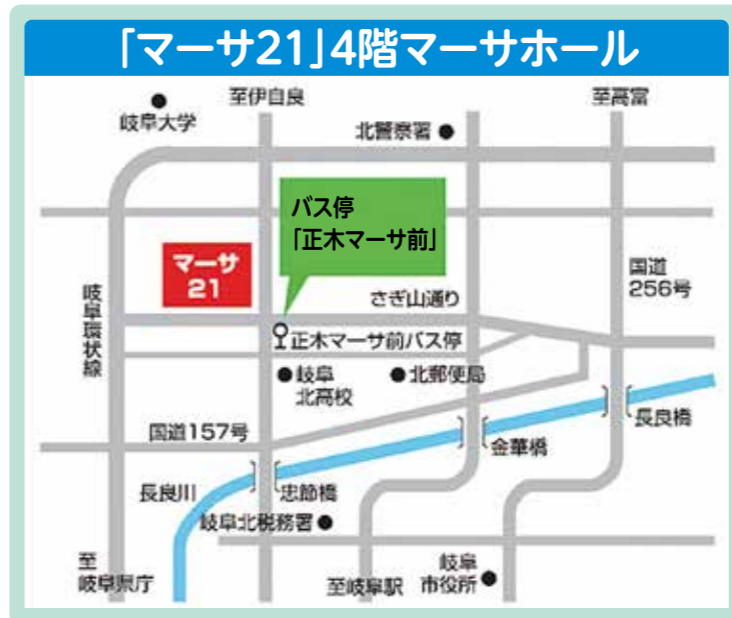 「マーサ21」4階マーサホール
至伊自良
至高富
岐阜大学
北警察署
バス停
「正木マーサ前」
マーサ
21
国道
256号
岐阜環状線
さぎ山通り
正木マーサ前バス停
岐阜
北高校
北郵便局
国道157号
長良橋
金華橋
長良川
忠節橋
岐阜北税務署
至
岐阜県庁
至岐阜駅
岐阜
市役所